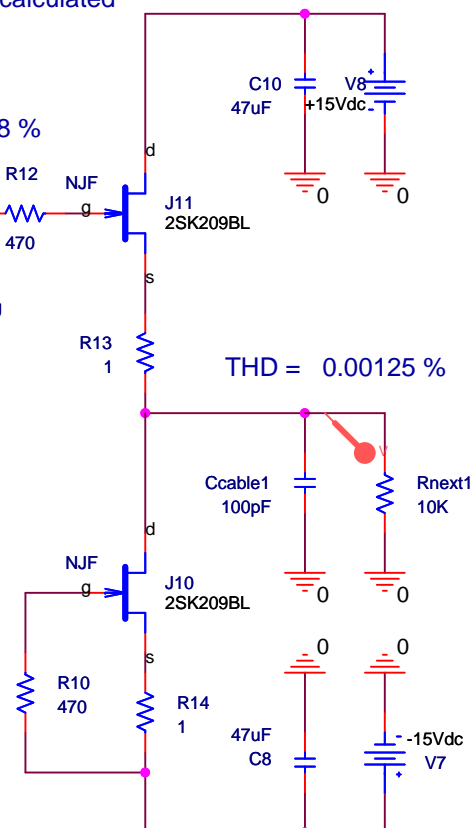 calculated
C10
47uF
V8
+
+15Vdc
-
0
0
8 %
R12
470
NJF
d
g
s
J11
2SK209BL
R13
1
THD = 0.00125 %
V
Ccable1
100pF
Rnext1
10K
0
0
NJF
d
g
s
J10
2SK209BL
R10
470
R14
1
0
0
47uF
C8
-
-15Vdc
V7
+